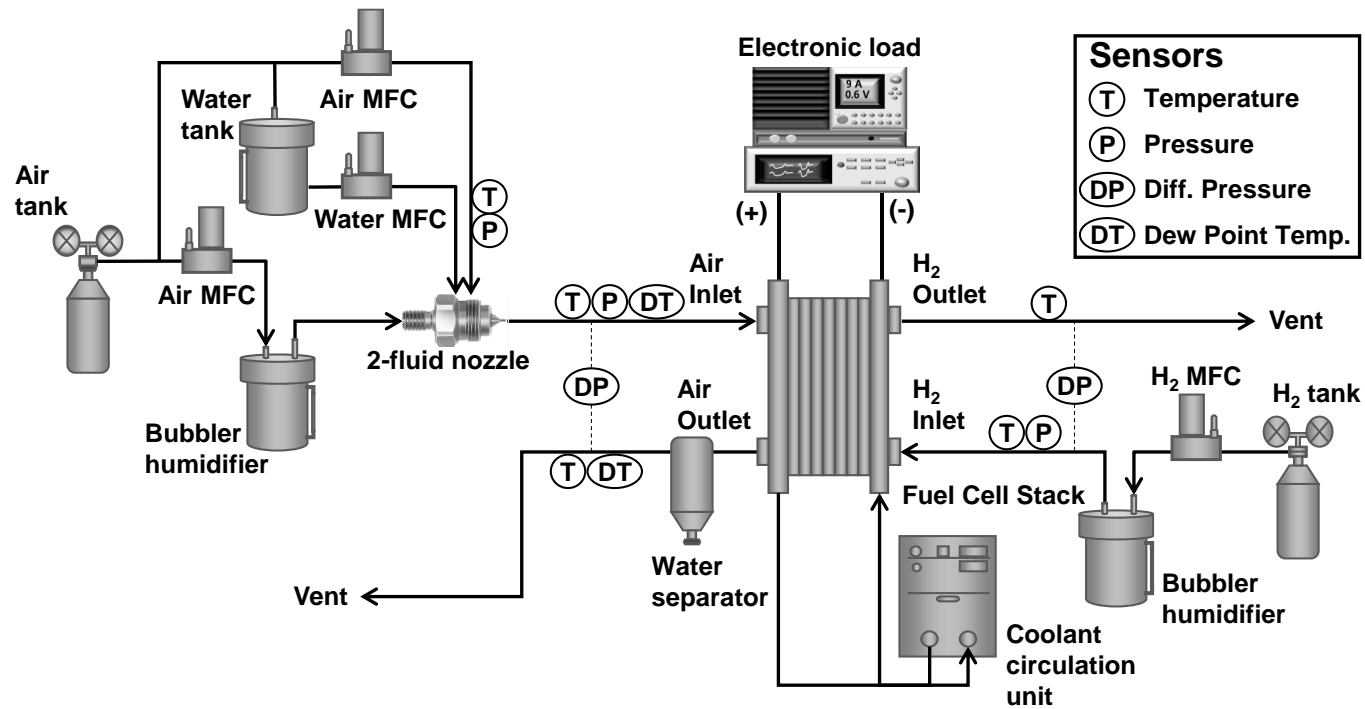 Electronic load
9 A
0.6 V
(+)
(-)
Sensors
T Temperature
P Pressure
DP Diff. Pressure
DT Dew Point Temp.
Air MFC
Water
tank
Water MFC
T
P
Air
tank
Air MFC
2-fluid nozzle
Bubbler
humidifier
T P DT
Air
Inlet
H2
Outlet
T
Vent
DP
Air
Outlet
H2
Inlet
DP
H2 MFC
H2 tank
T P
T DT
Fuel Cell Stack
Water
separator
Vent
Bubbler
humidifier
Coolant
circulation
unit